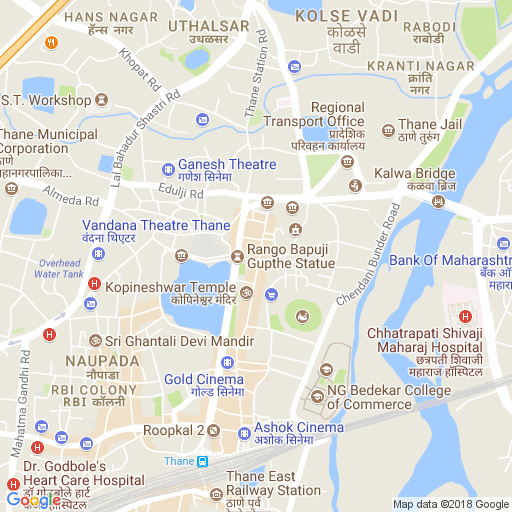 HANS NAGAR
हॅन्स नगर
UTHALSAR
उथळसर
KOLSE VADI
कोळसे
वाडी
RABODI
राबोडी
KRANTI NAGAR
क्रांति
नगर
Khopat Rd
Thane Station Rd
S.T. Workshop
Lal Bahadur Shastri Rd
Regional
Transport Office
प्रादेशिक
परिवहन कार्यालय
Thane Jail
ठाणे तुरुंग
Thane Municipal
Corporation
ठाणे
महानगरपालिका...
Ganesh Theatre
गणेश सिनेमा
Kalwa Bridge
कळवा ब्रिज
Almeda Rd
Edulji Rd
Vandana Theatre Thane
वंदना थिएटर
Chendani Bunder Road
Rango Bapuji
Gupthe Statue
Bank Of Maharashtr
बँक ऑ
महारा
Overhead
Water Tank
Kopineshwar Temple
कोपिनेश्वर मंदिर
Chhatrapati Shivaji
Maharaj Hospital
छत्रपती शिवाजी
महाराज हॉस्पिटल
Sri Ghantali Devi Mandir
NAUPADA
नौपाडा
RBI COLONY
RBI कॉलनी
Gold Cinema
गोल्ड सिनेमा
NG Bedekar College
of Commerce
Mahatma Gandhi Rd
Roopkal 2
Ashok Cinema
अशोक सिनेमा
Thane
Dr. Godbole's
Heart Care Hospital
डॉ गोडबोले हार्ट
हॉस्पिटल
Thane East
Railway Station
ठाणे पूर्व
Google
Map data ©2018 Google